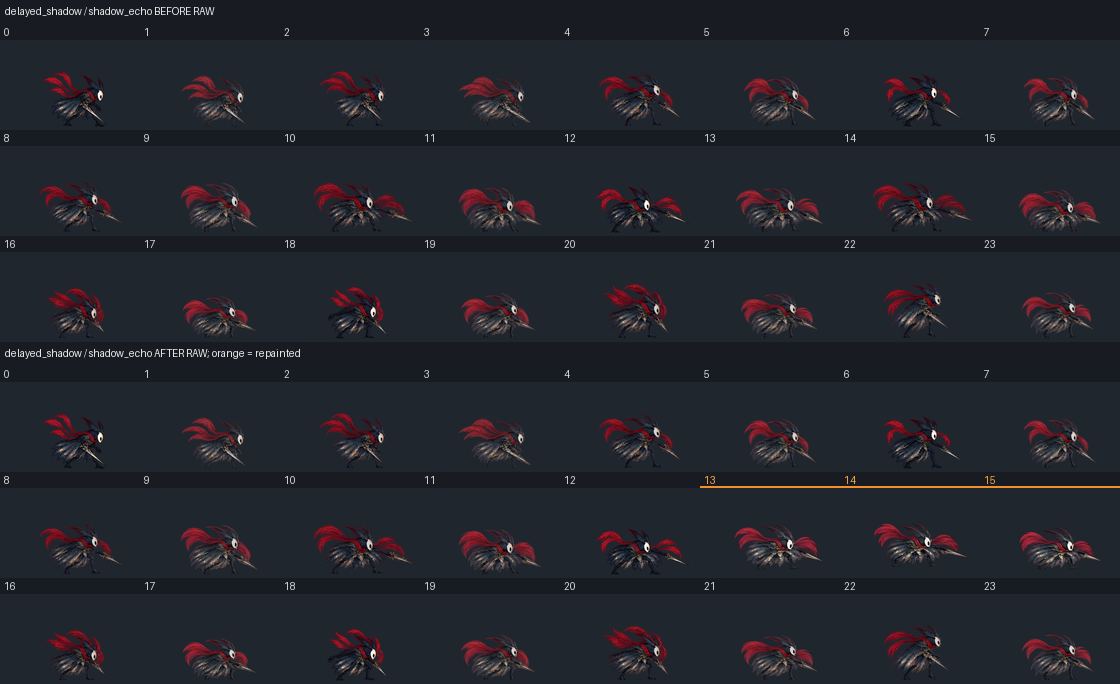 delayed_shadow / shadow_echo BEFORE RAW
0 1 2 3 4 5 6 7
8 9 10 11 12 13 14 15
16 17 18 19 20 21 22 23
delayed_shadow / shadow_echo AFTER RAW; orange = repainted
0 1 2 3 4 5 6 7
8 9 10 11 12 13 14 15
16 17 18 19 20 21 22 23